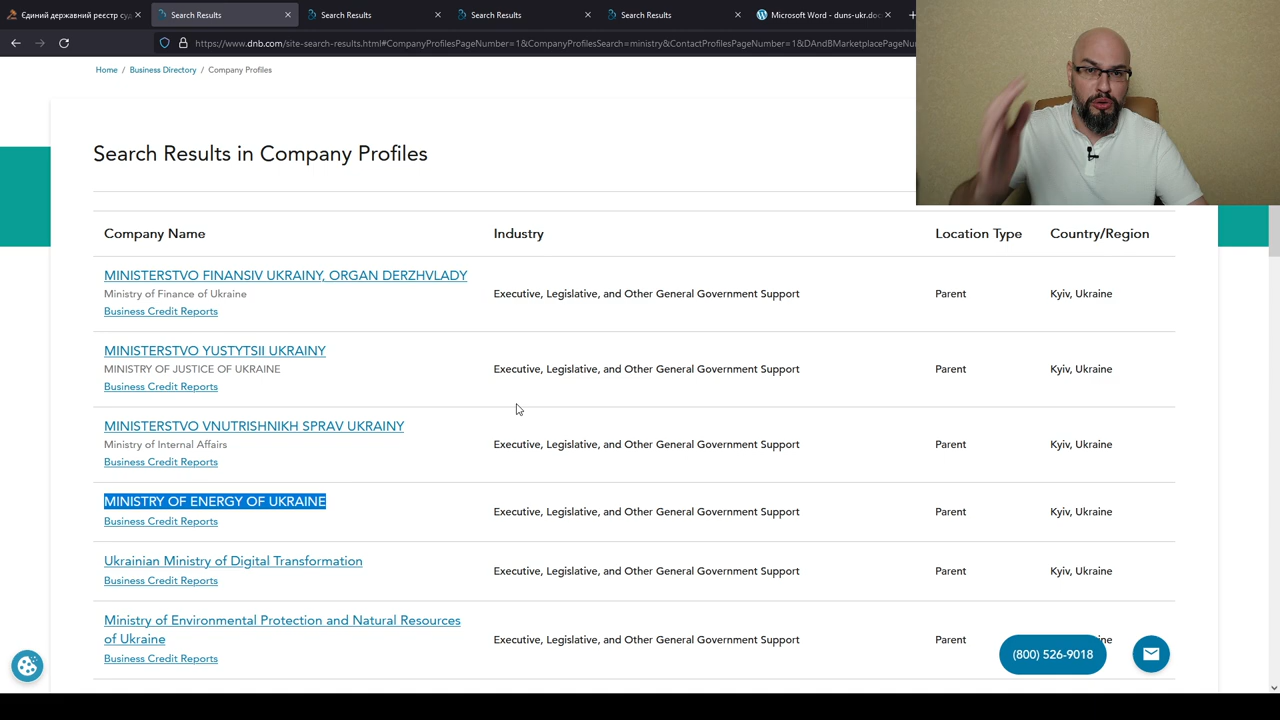 Єдиний державний реєстр суд
Search Results
Search Results
Search Results
Search Results
Microsoft Word - duns-ukr.doc
https://www.dnb.com/site-search-results.html#CompanyProfilesPageNumber=1&CompanyProfilesSearch=ministry&ContactProfilesPageNumber=1&DAndBMarketplacePageNu
Home / Business Directory / Company Profiles
Search Results in Company Profiles
Company Name Industry Location Type Country/Region
MINISTERSTVO FINANSIV UKRAINY, ORGAN DERZHVLADY
Ministry of Finance of Ukraine
Business Credit Reports
Executive, Legislative, and Other General Government Support Parent Kyiv, Ukraine
MINISTERSTVO YUSTYTSII UKRAINY
MINISTRY OF JUSTICE OF UKRAINE
Business Credit Reports
Executive, Legislative, and Other General Government Support Parent Kyiv, Ukraine
MINISTERSTVO VNUTRISHNIKH SPRAV UKRAINY
Ministry of Internal Affairs
Business Credit Reports
Executive, Legislative, and Other General Government Support Parent Kyiv, Ukraine
MINISTRY OF ENERGY OF UKRAINE
Business Credit Reports
Executive, Legislative, and Other General Government Support Parent Kyiv, Ukraine
Ukrainian Ministry of Digital Transformation
Business Credit Reports
Executive, Legislative, and Other General Government Support Parent Kyiv, Ukraine
Ministry of Environmental Protection and Natural Resources
of Ukraine
Business Credit Reports
Executive, Legislative, and Other General Government Support Parent
(800) 526-9018